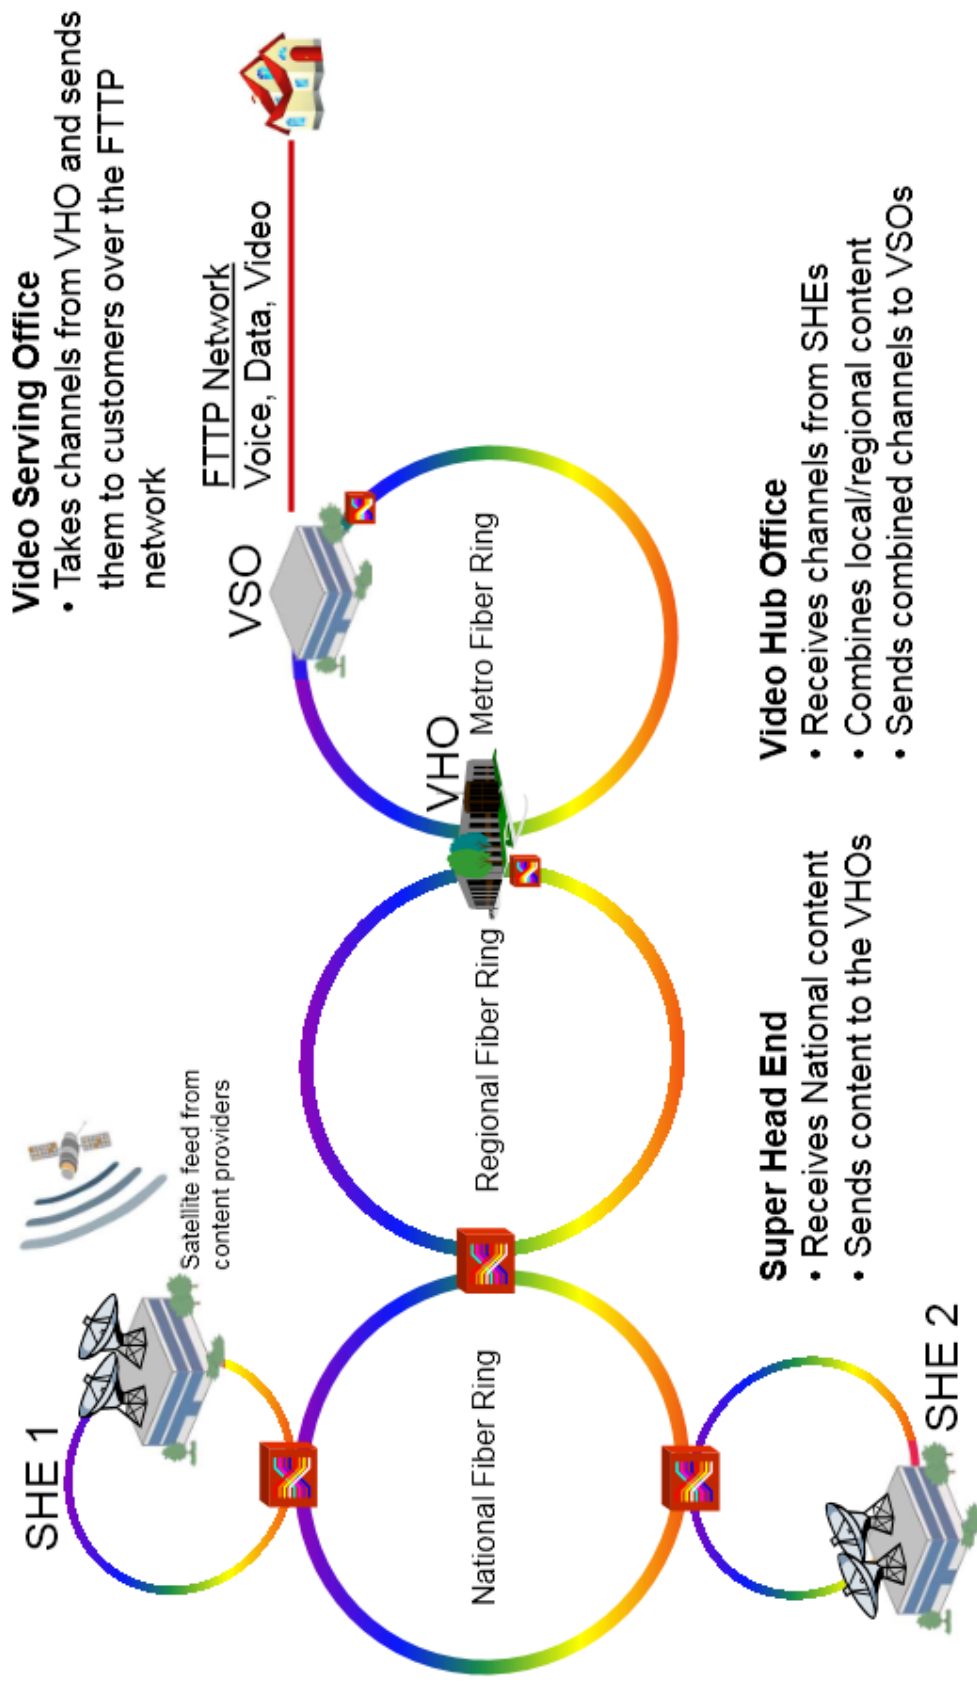 SHE 1
Satellite feed from
content providers
National Fiber Ring
Regional Fiber Ring
VHO
Metro Fiber Ring
VSO
FTTP Network
Voice, Data, Video
Video Serving Office
• Takes channels from VHO and sends
them to customers over the FTTP
network
SHE 2
Super Head End
• Receives National content
• Sends content to the VHOs
Video Hub Office
• Receives channels from SHEs
• Combines local/regional content
• Sends combined channels to VSOs